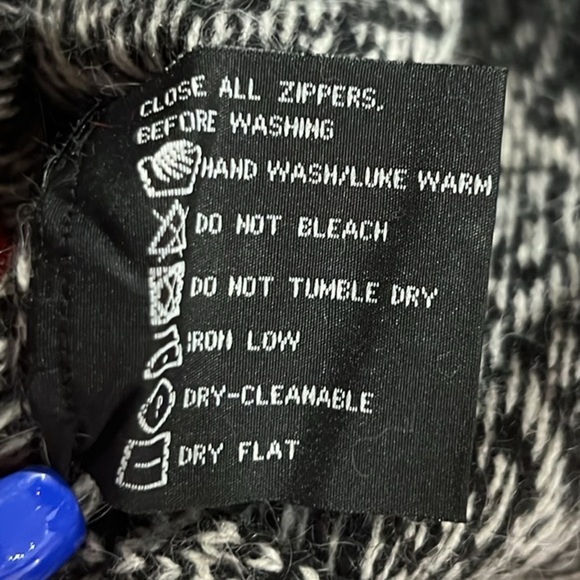 CLOSE ALL ZIPPERS,
BEFORE WASHING
HAND WASH/LUKE WARM
DO NOT BLEACH
DO NOT TUMBLE DRY
IRON LOW
DRY-CLEANABLE
DRY FLAT